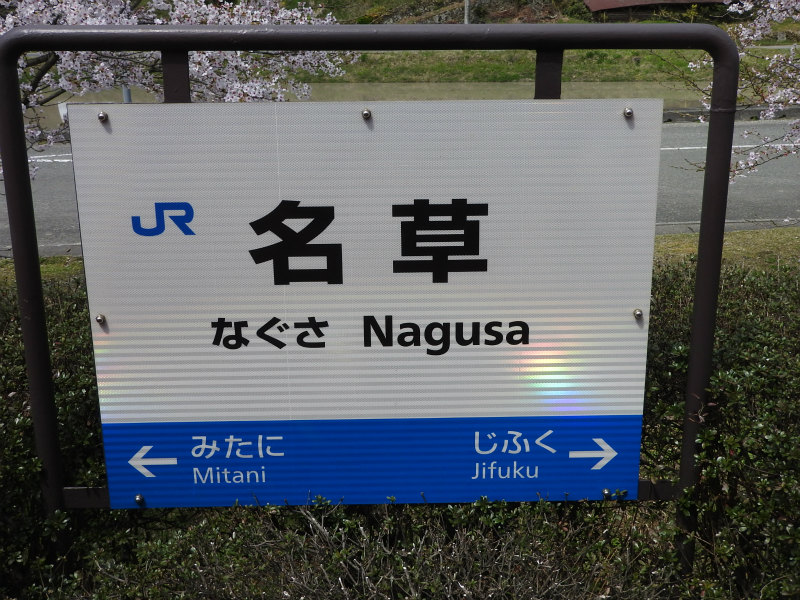 JR 名草
なぐさ Nagusa
← みたに じふく →
Mitani Jifuku